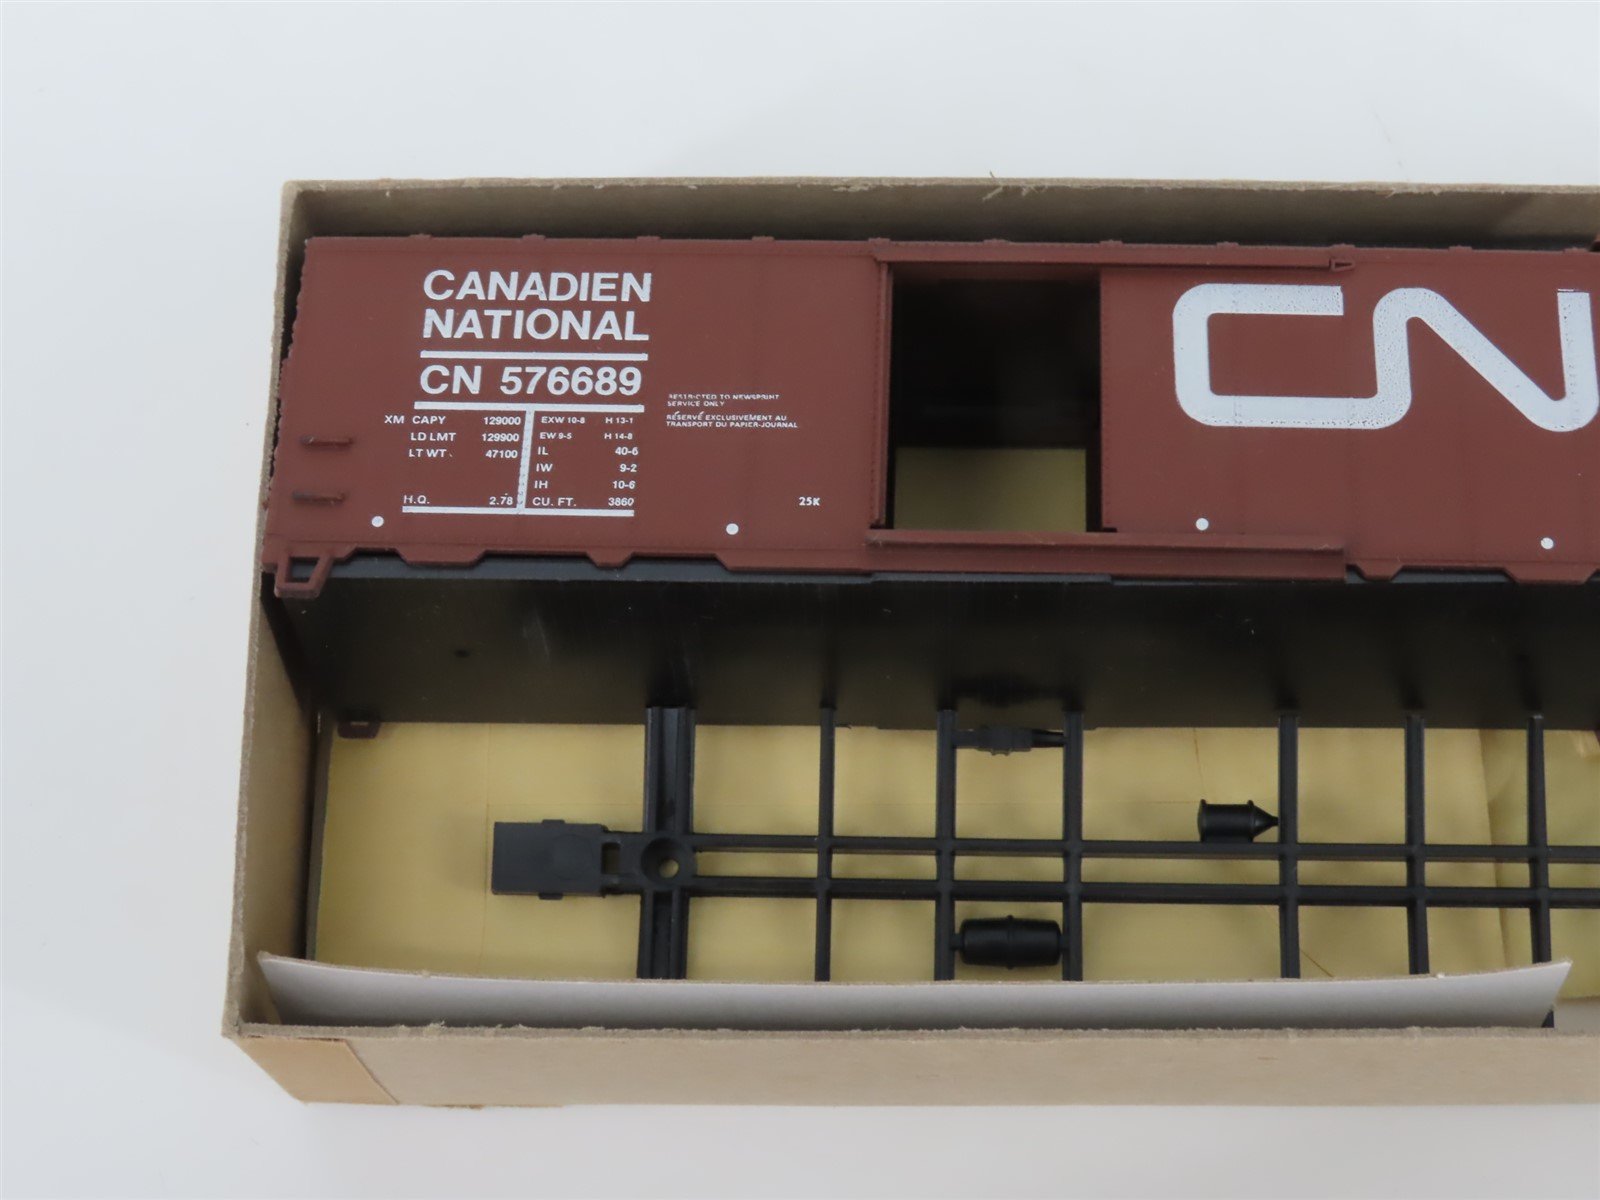 CANADIEN
NATIONAL
CN 576689
XM CAPY 129000
LD LMT 129900
LT WT. 47100
H.Q. 2.78
EXW 10-8 H 13-1
EW 9-5 H 14-8
IL 40-6
IW 9-2
IH 10-6
CU. FT. 3860
RESTRICTED TO NEWSPRINT
SERVICE ONLY
RÉSERVÉ EXCLUSIVEMENT AU
TRANSPORT DU PAPIER-JOURNAL
25K
CN